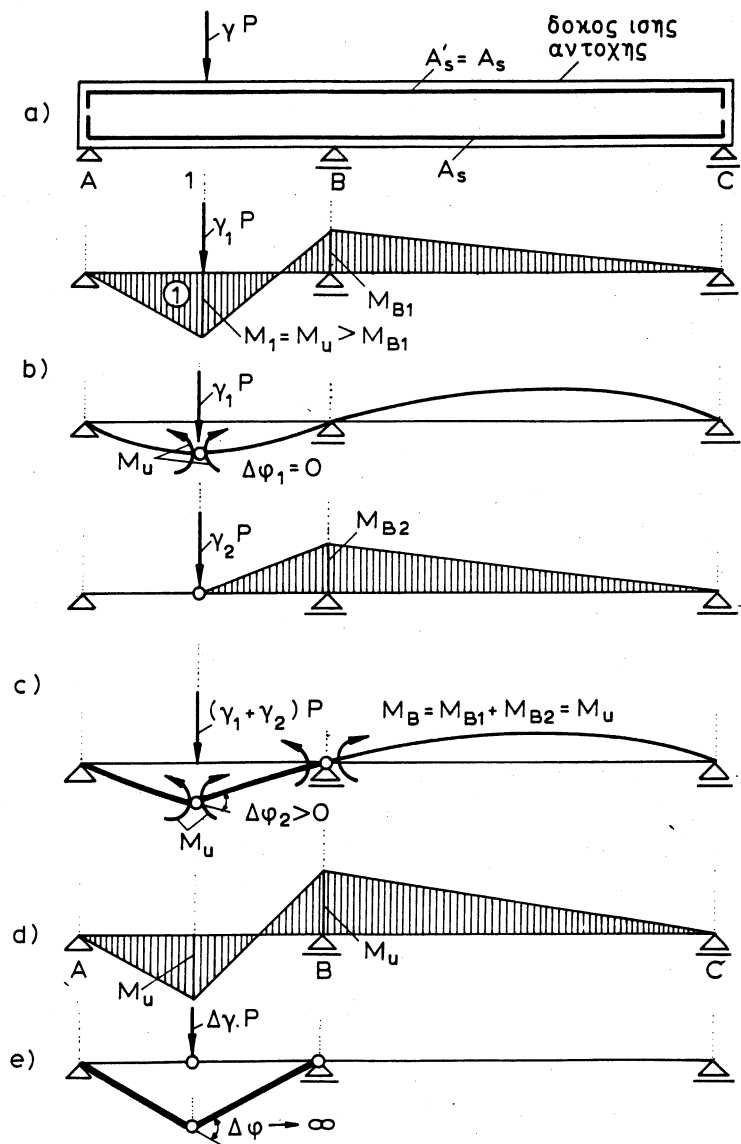 γP
δοκος ισης
αντοχης
A's = As
a)
As
A
1
B
C
γ1 P
1
MB1
M1 = Mu > MB1
b)
γ1 P
Mu
Δφ1 = 0
γ2 P
MB2
c)
(γ1 + γ2) P
MB = MB1 + MB2 = Mu
Δφ2 > 0
Mu
d)
A
Mu
B
Mu
C
Δγ. P
e)
Δφ → ∞